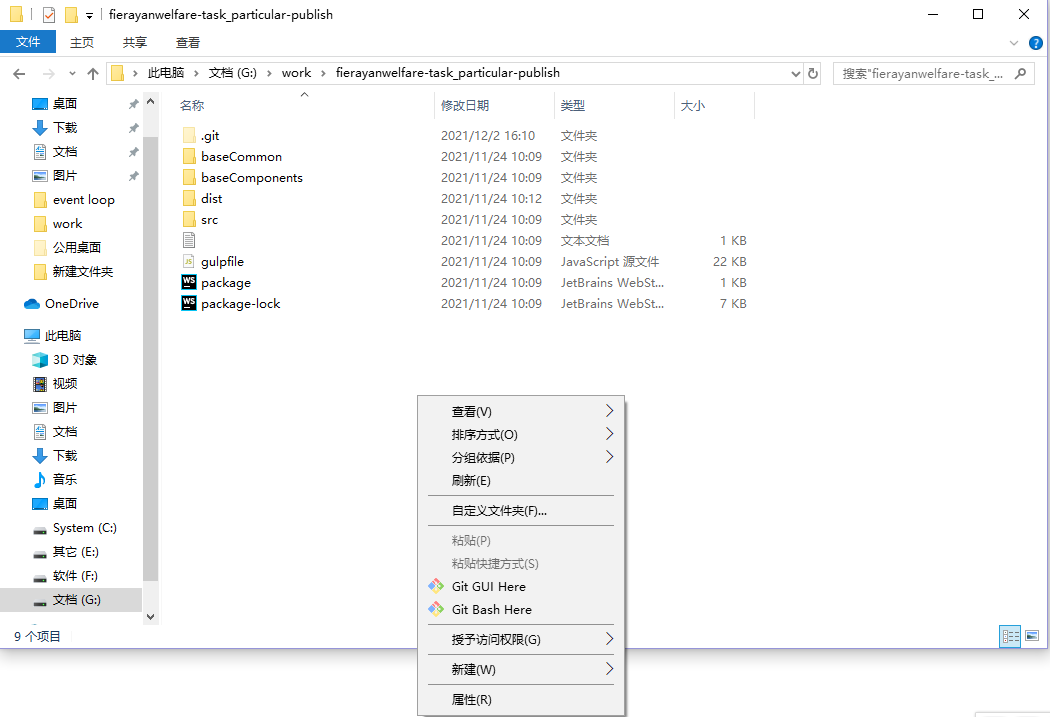 fierayanwelfare-task_particular-publish
文件 主页 共享 查看
此电脑 文档 (G:) work fierayanwelfare-task_particular-publish 搜索"fierayanwelfare-task_...
桌面
下载
文档
图片
event loop
work
公用桌面
新建文件夹
OneDrive
此电脑
3D 对象
视频
图片
文档
下载
音乐
桌面
System (C:)
其它 (E:)
软件 (F:)
文档 (G:)
名称 修改日期 类型 大小
.git 2021/12/2 16:10 文件夹
baseCommon 2021/11/24 10:09 文件夹
baseComponents 2021/11/24 10:09 文件夹
dist 2021/11/24 10:12 文件夹
src 2021/11/24 10:09 文件夹
2021/11/24 10:09 文本文档 1 KB
JS gulpfile 2021/11/24 10:09 JavaScript 源文件 22 KB
WS package 2021/11/24 10:09 JetBrains WebSt... 1 KB
WS package-lock 2021/11/24 10:09 JetBrains WebSt... 7 KB
查看(V)
排序方式(O)
分组依据(P)
刷新(E)
自定义文件夹(F)...
粘贴(P)
粘贴快捷方式(S)
Git GUI Here
Git Bash Here
授予访问权限(G)
新建(W)
属性(R)
9 个项目